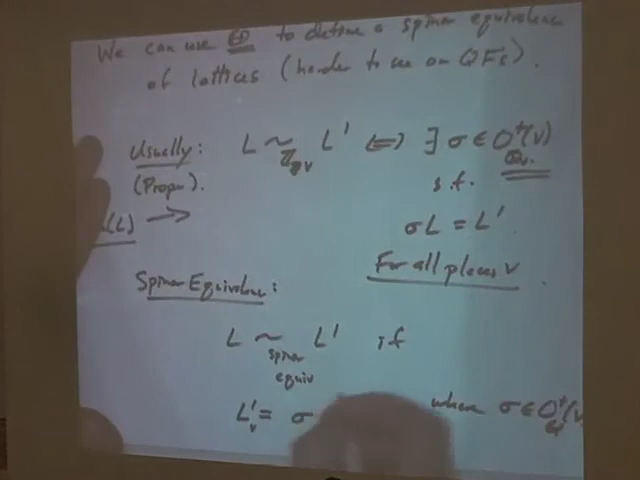 We can use ⊕ to define a spinor equivalence
of lattices (harder to see on QFs).
Usually: L ~ L' <=> ∃ σ ∈ O⁺(V)
(Proper). s.t.
(L) → σL = L'
For all places v
Spinor Equivalence:
L ~ L' if
spinor
equiv
L'ᵥ = σ where σ ∈ O⁺(V